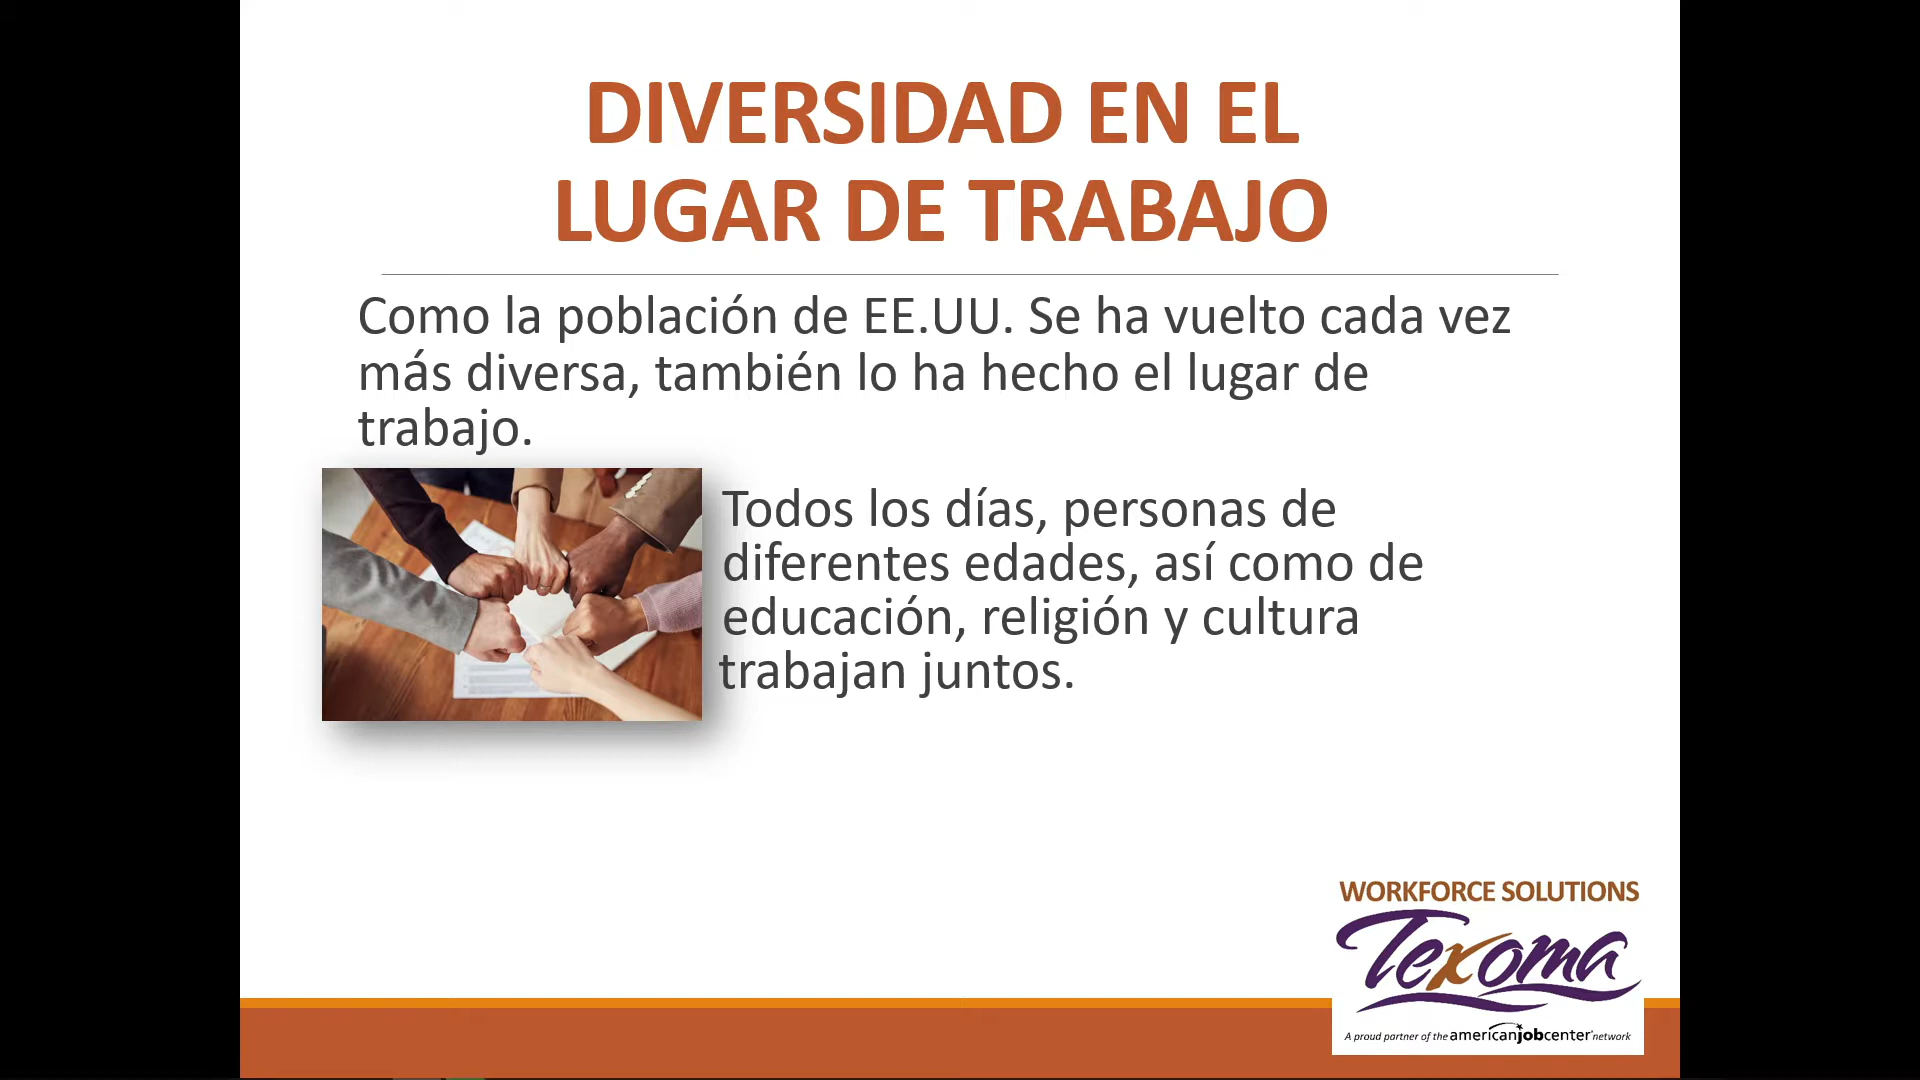 DIVERSIDAD EN EL
LUGAR DE TRABAJO
Como la población de EE.UU. Se ha vuelto cada vez
más diversa, también lo ha hecho el lugar de
trabajo.
Todos los días, personas de
diferentes edades, así como de
educación, religión y cultura
trabajan juntos.
WORKFORCE SOLUTIONS
Texoma
A proud partner of the americanjobcenter network